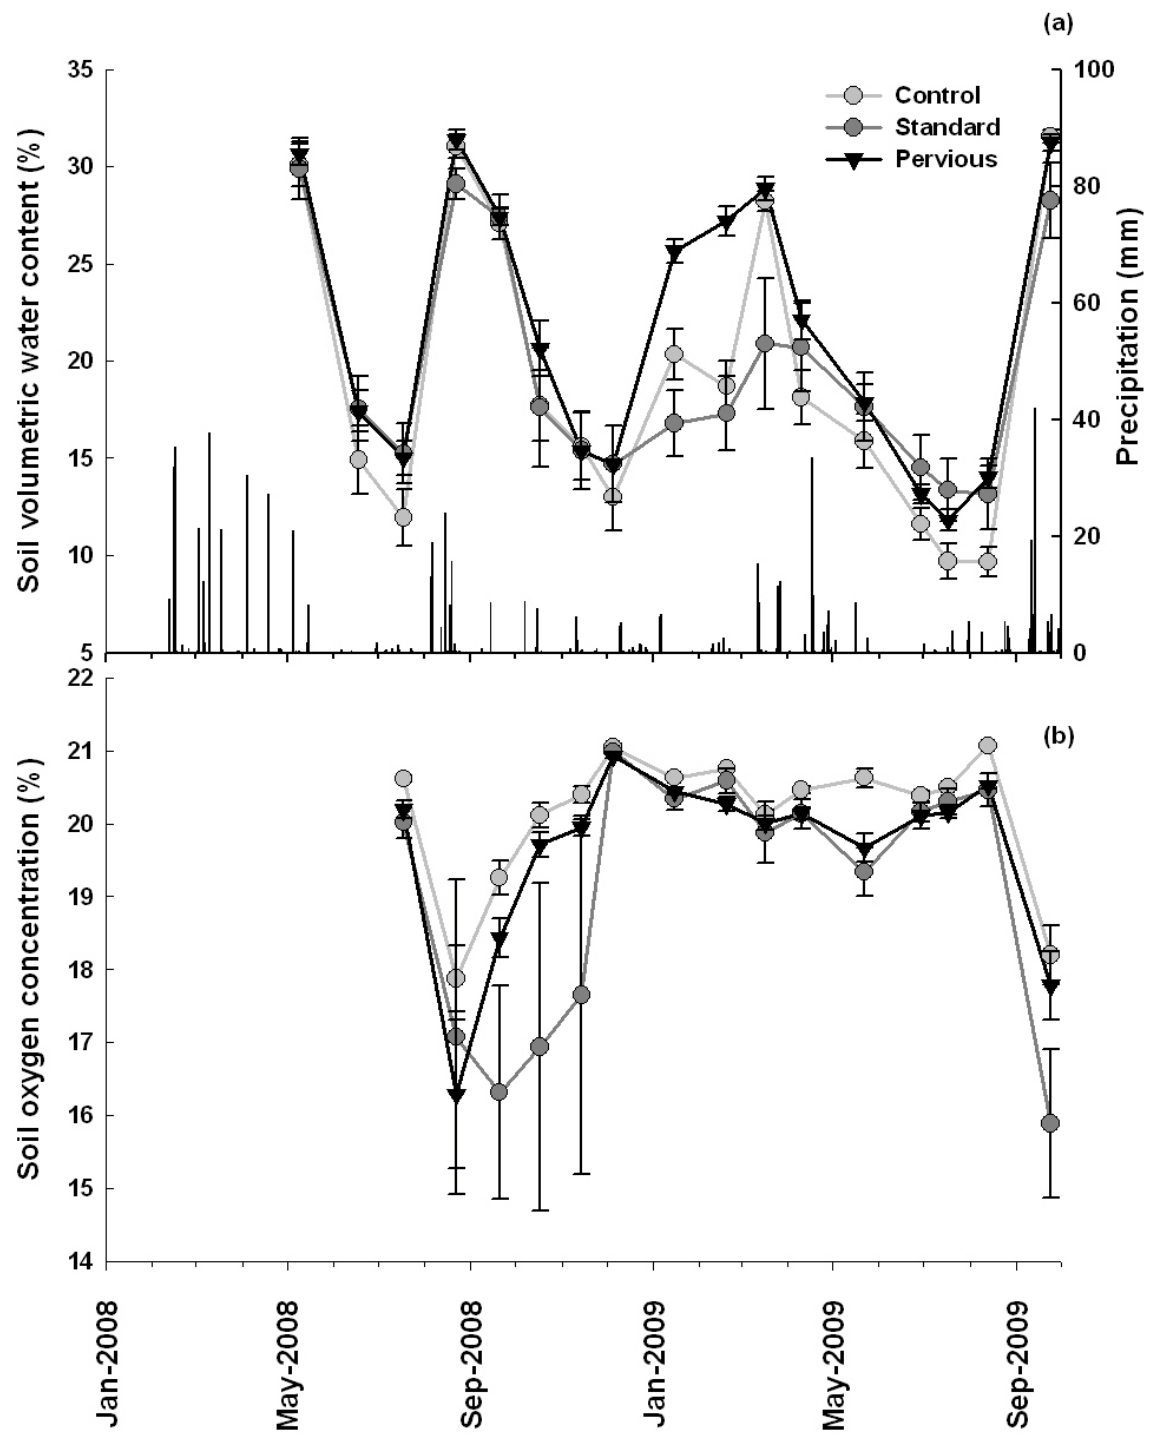 (a)
35
30
25
20
15
10
5
Soil volumetric water content (%)
Control
Standard
Pervious
100
80
60
40
20
0
Precipitation (mm)
(b)
22
21
20
19
18
17
16
15
14
Soil oxygen concentration (%)
Jan-2008
May-2008
Sep-2008
Jan-2009
May-2009
Sep-2009